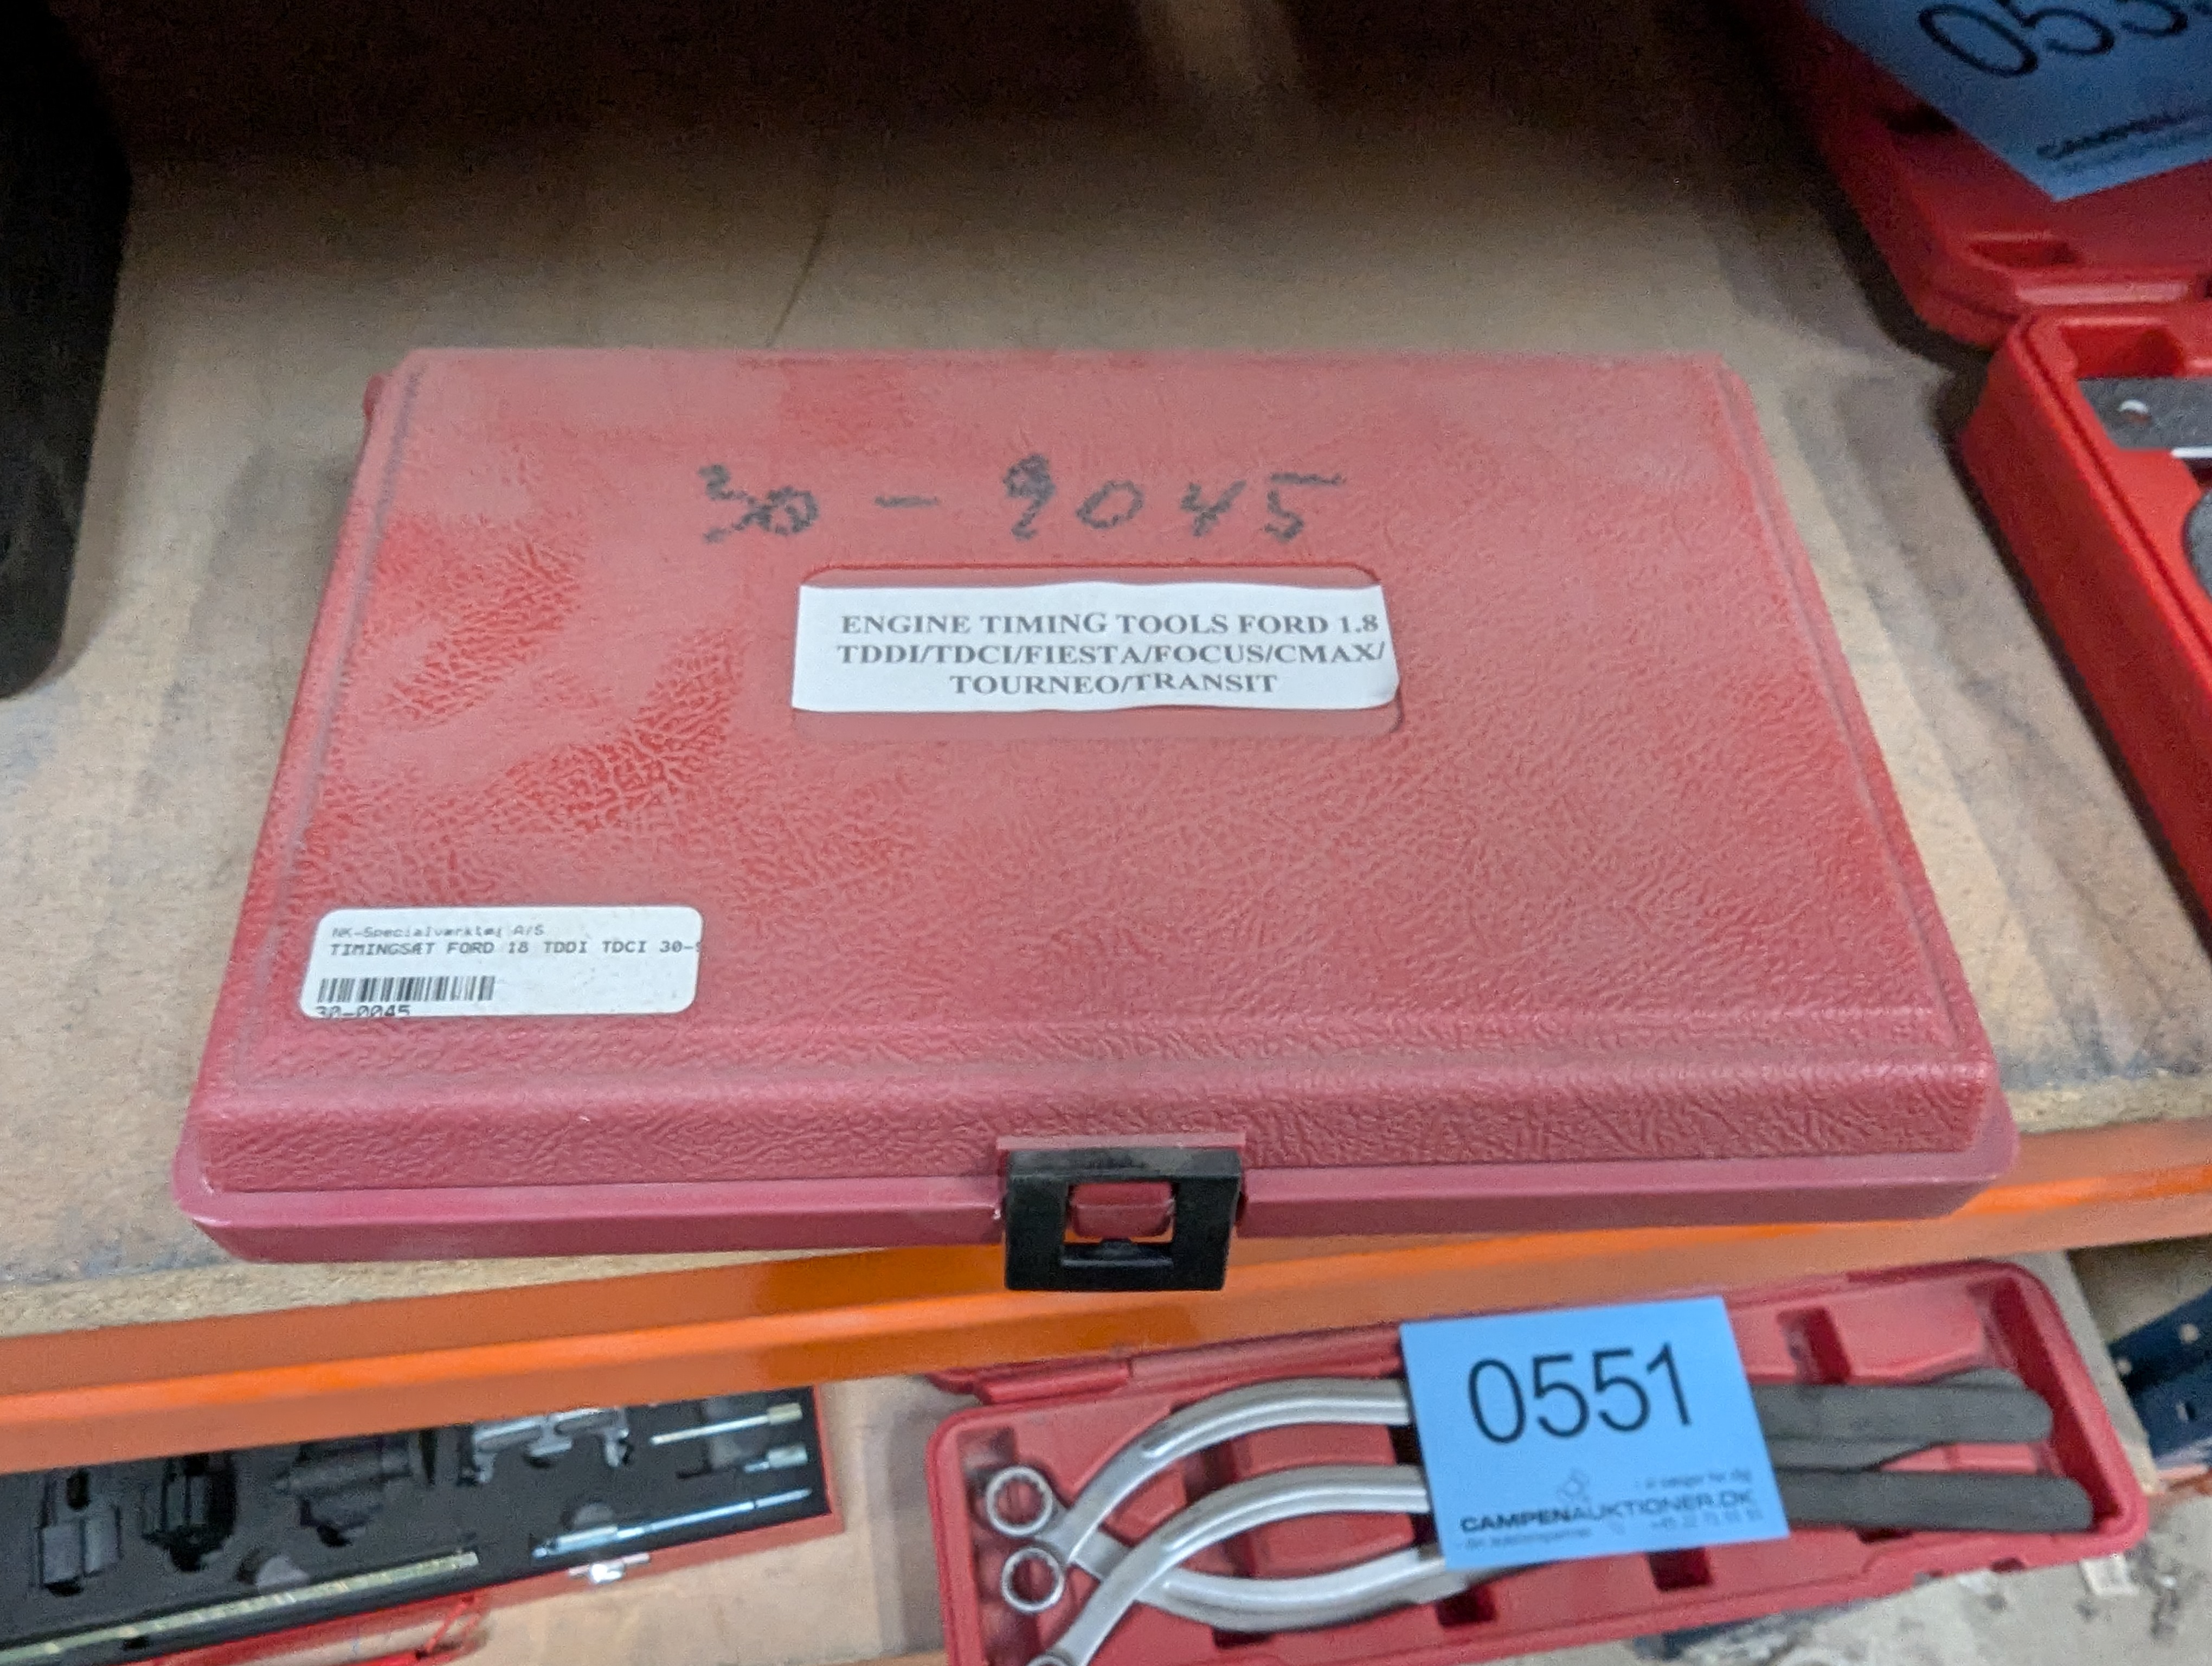 30-9045
ENGINE TIMING TOOLS FORD 1.8
TDDI/TDCI/FIESTA/FOCUS/CMAX/
TOURNEO/TRANSIT
NK-Specialværktøj A/S
TIMINGSÆT FORD 18 TDDI TDCI 30-9
30-0045
0551
CAMPENAUKTIONER.DK